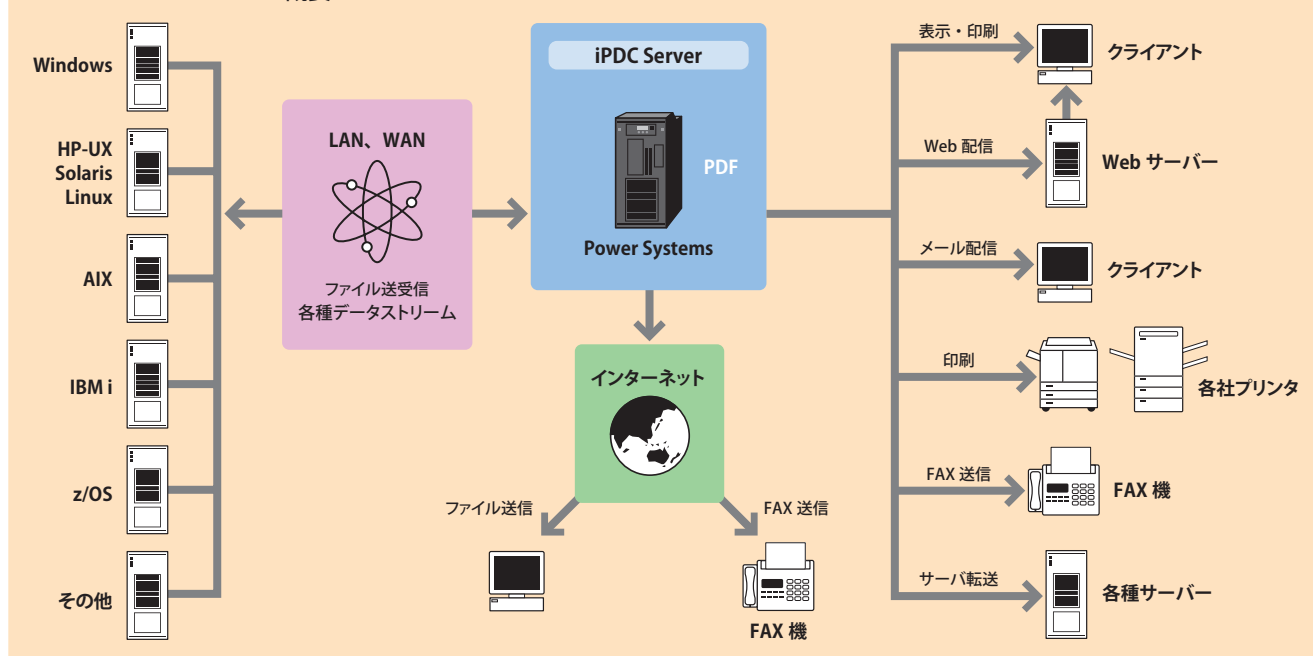 Windows
HP-UX
Solaris
Linux
AIX
IBM i
z/OS
その他
LAN、WAN
ファイル送受信
各種データストリーム
iPDC Server
PDF
Power Systems
インターネット
ファイル送信
FAX 送信
FAX 機
表示・印刷
クライアント
Web 配信
Web サーバー
メール配信
クライアント
印刷
各社プリンタ
FAX 送信
FAX 機
サーバ転送
各種サーバー